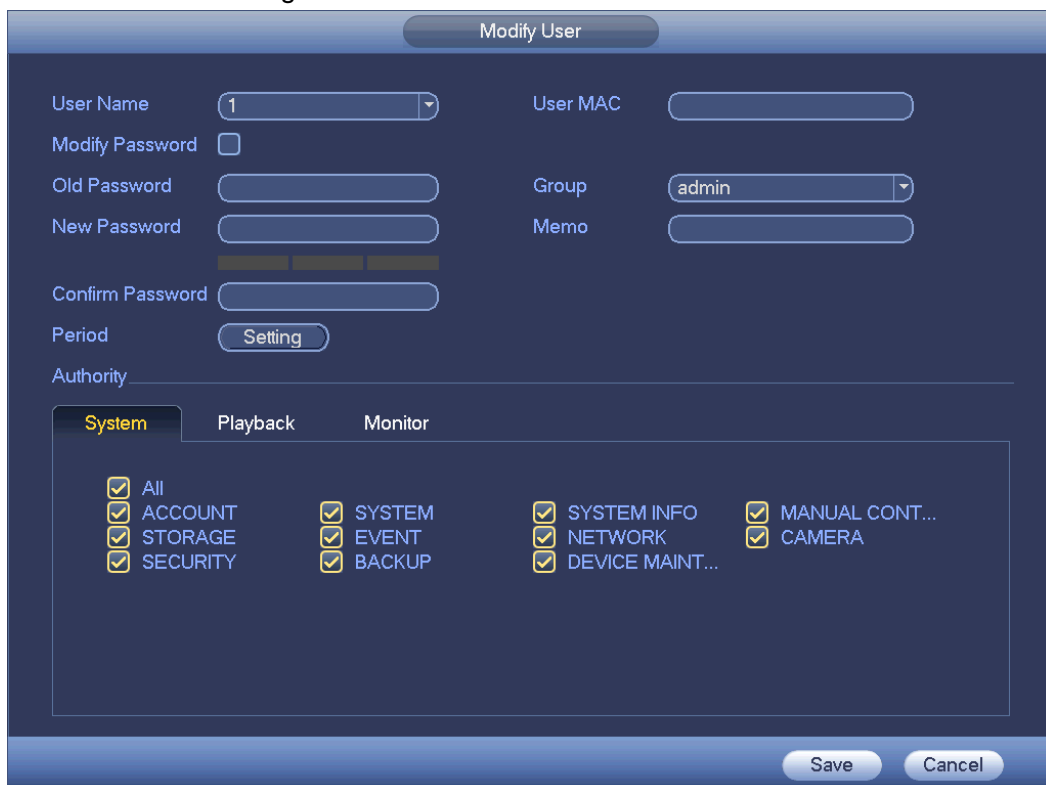 Modify User
User Name 1 User MAC
Modify Password
Old Password Group admin
New Password Memo
Confirm Password
Period Setting
Authority
System Playback Monitor
All
ACCOUNT SYSTEM SYSTEM INFO MANUAL CONT...
STORAGE EVENT NETWORK CAMERA
SECURITY BACKUP DEVICE MAINT...
Save Cancel